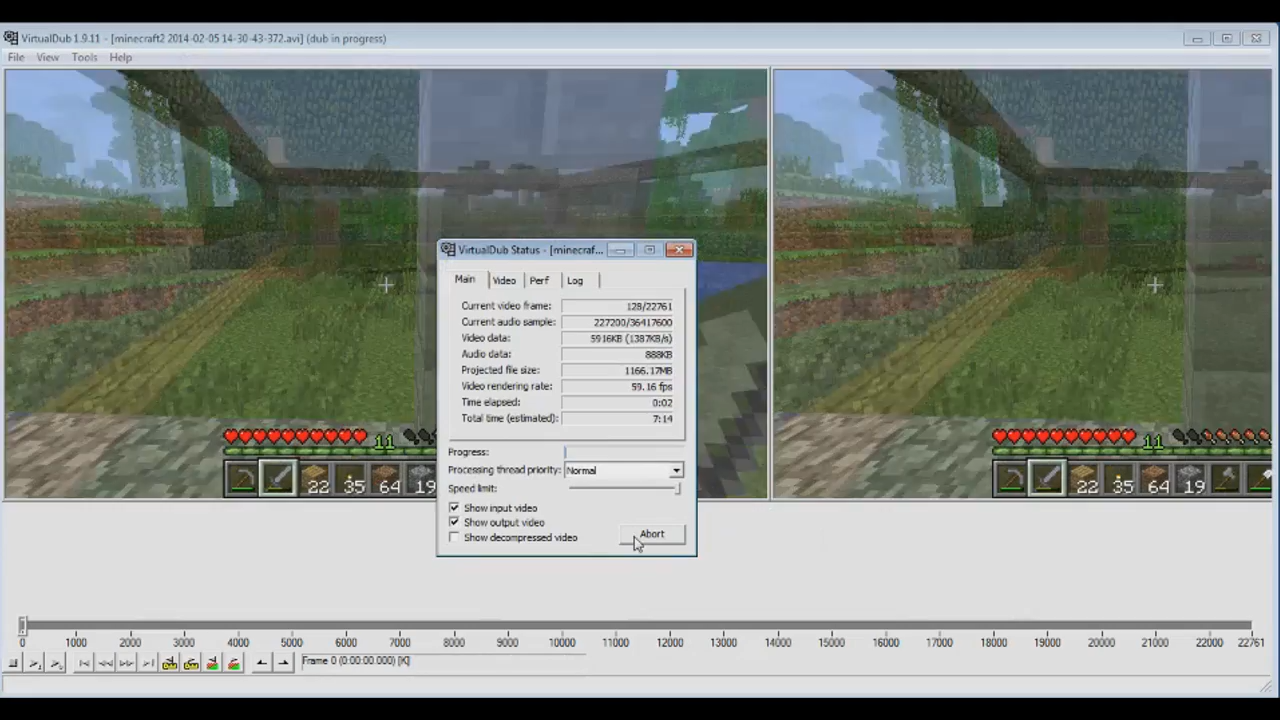 VirtualDub 1.9.11 - [minecraft2 2014-02-05 14-30-43-372.avi] (dub in progress)
File View Tools Help
VirtualDub Status - [minecraf...
Main Video Perf Log
Current video frame: 128/22761
Current audio sample: 227200/36417600
Video data: 5916KB (1387KB/s)
Audio data: 888KB
Projected file size: 1166.17MB
Video rendering rate: 59.16 fps
Time elapsed: 0:02
Total time (estimated): 7:14
Progress:
Processing thread priority: Normal
Speed limit:
Show input video
Show output video
Show decompressed video
Abort
11
22 35 64 19
11
22 35 64 19
0 1000 2000 3000 4000 5000 6000 7000 8000 9000 10000 11000 12000 13000 14000 15000 16000 17000 18000 19000 20000 21000 22761
Frame 0 (0:00:00.000) [K]